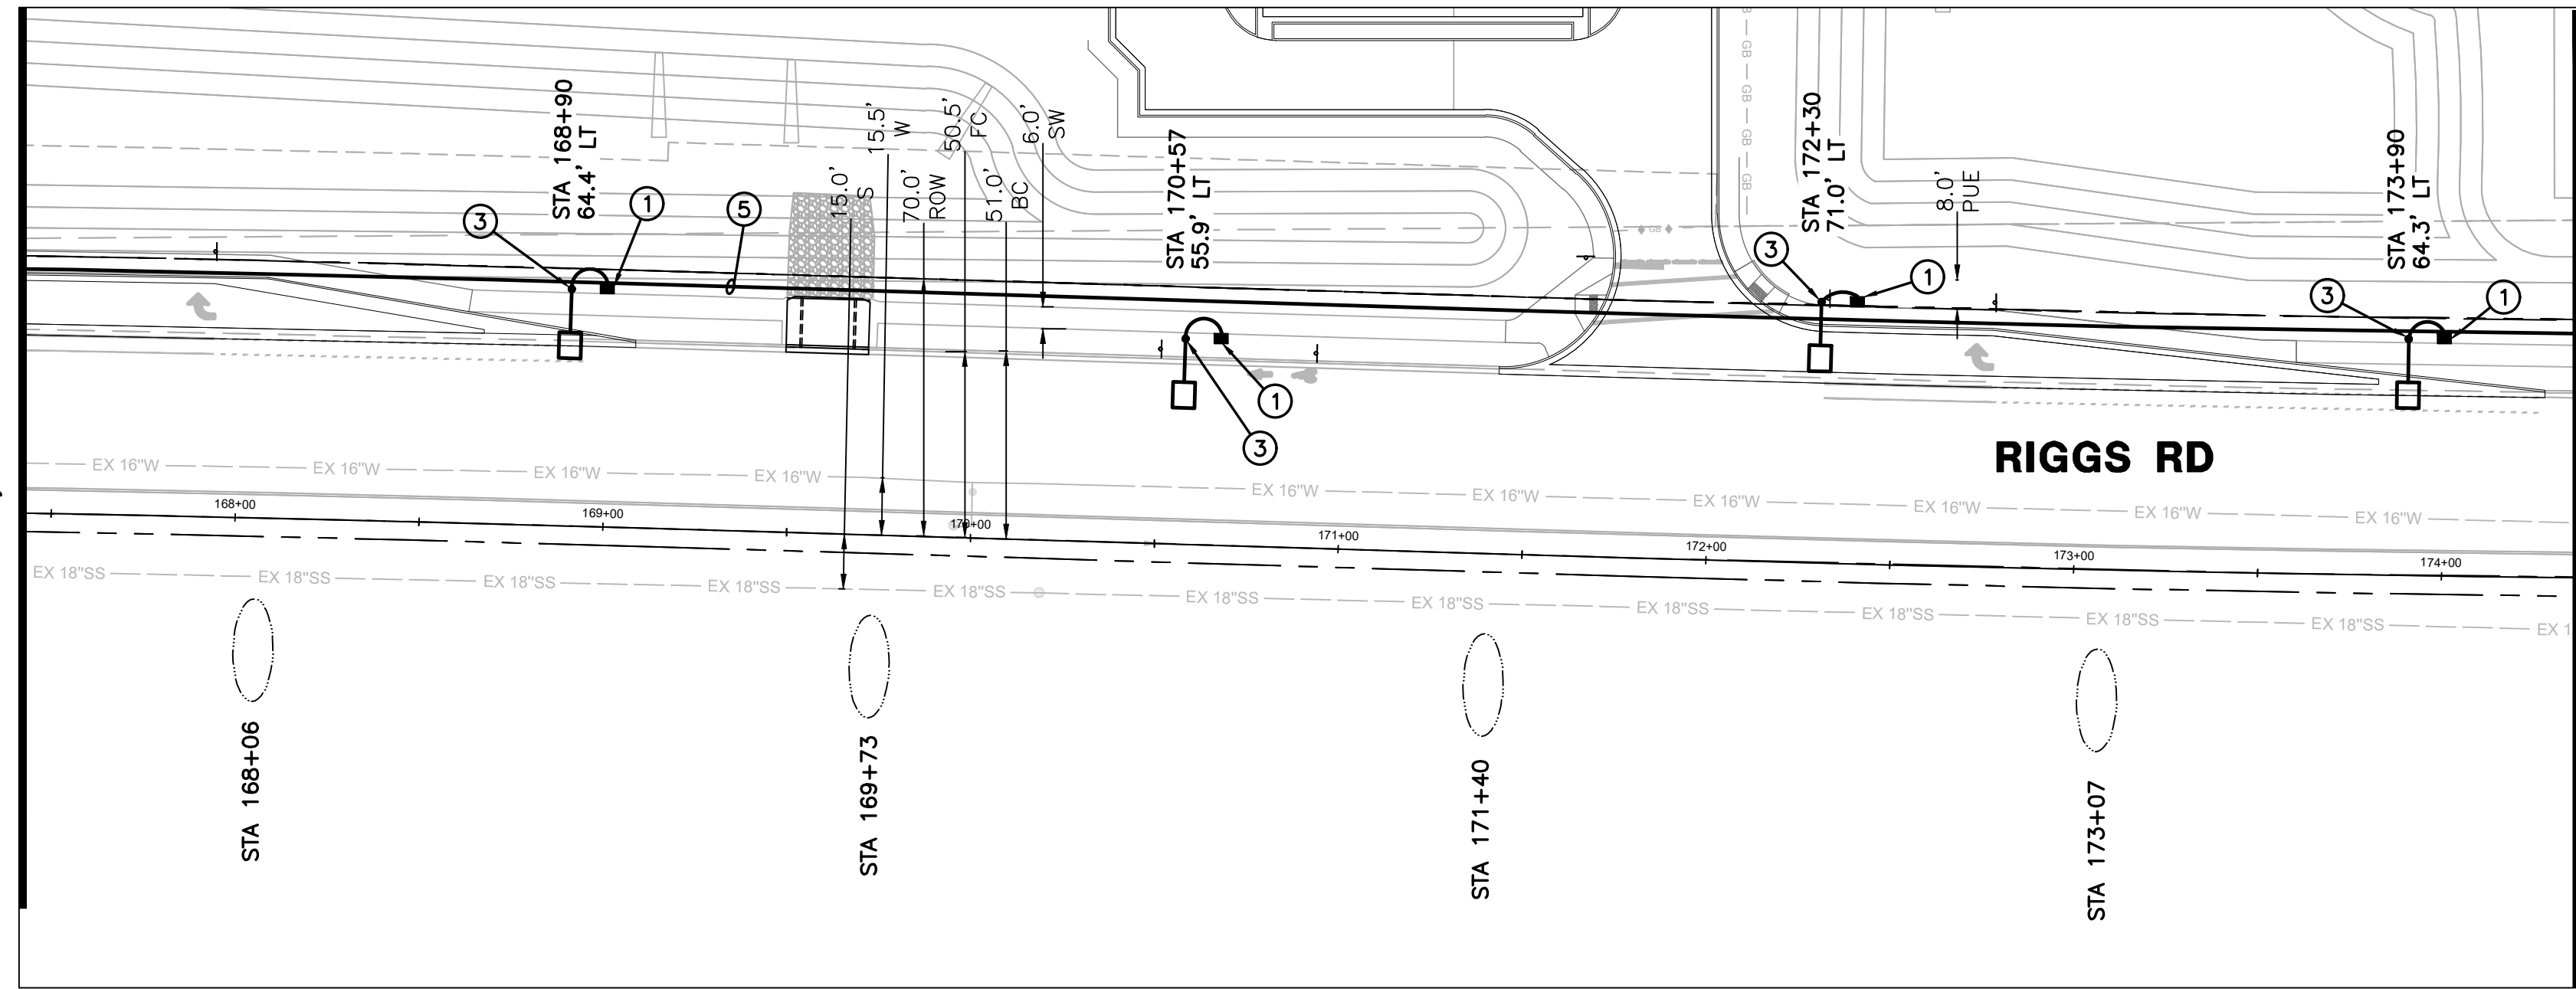 STA 168+90
64.4' LT
3
1
5
15.0'
S
15.5'
W
70.0'
ROW
50.5'
FC
51.0'
BC
6.0'
SW
STA 170+57
55.9' LT
1
3
GB
GB
GB
GB
GB
STA 172+30
71.0' LT
3
1
8.0'
PUE
STA 173+90
64.3' LT
3
1
RIGGS RD
EX 16"W EX 16"W EX 16"W EX 16"W EX 16"W EX 16"W EX 16"W EX 16"W EX 16"W EX 16"W
168+00 169+00 170+00 171+00 172+00 173+00 174+00
EX 18"SS EX 18"SS EX 18"SS EX 18"SS EX 18"SS EX 18"SS EX 18"SS EX 18"SS EX 18"SS EX 18"SS EX 18"SS EX 1
STA 168+06
STA 169+73
STA 171+40
STA 173+07